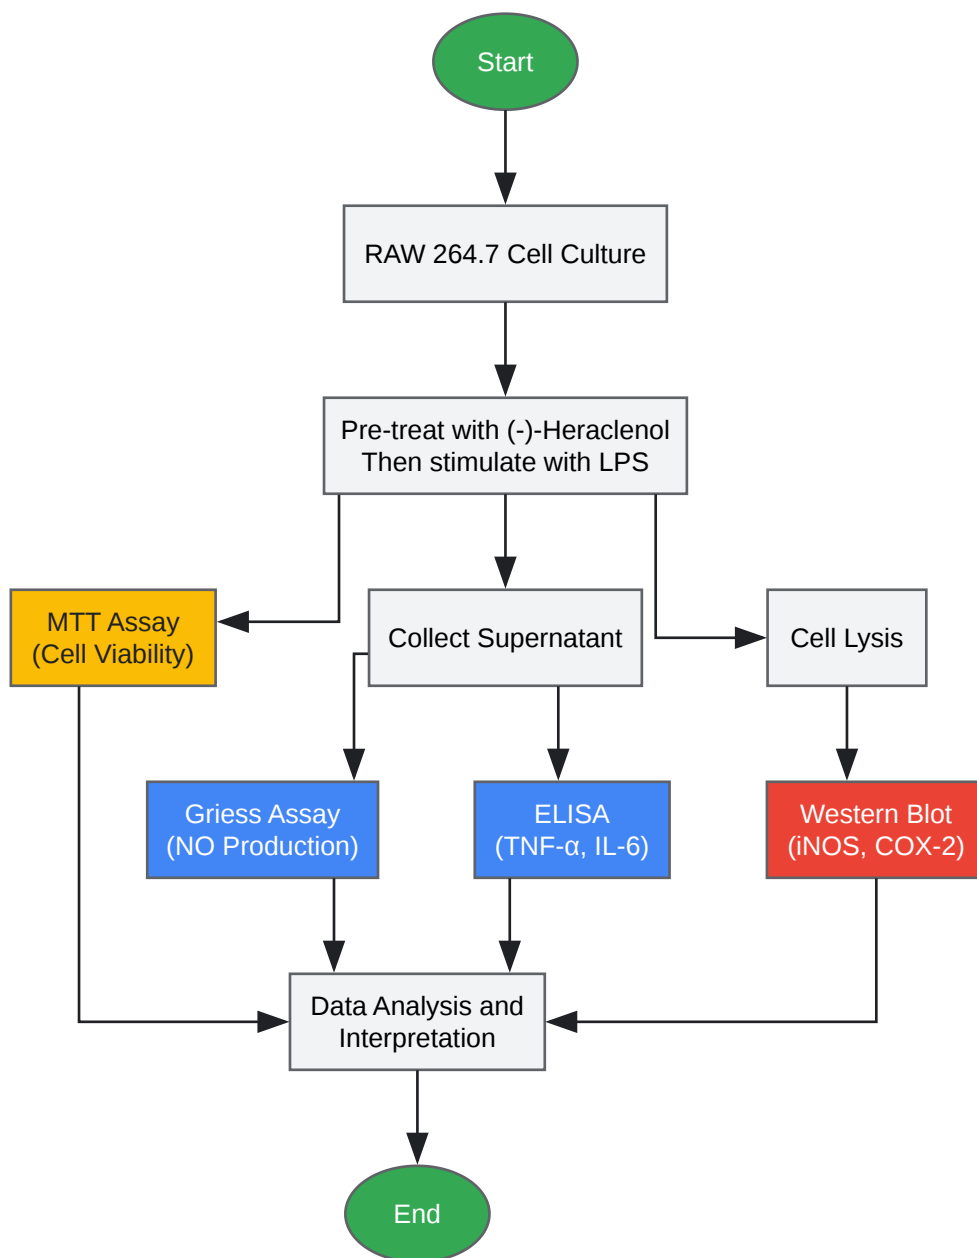 Start
RAW 264.7 Cell Culture
Pre-treat with (-)-Heraclenol
Then stimulate with LPS
MTT Assay
(Cell Viability)
Collect Supernatant
Cell Lysis
Griess Assay
(NO Production)
ELISA
(TNF-α, IL-6)
Western Blot
(iNOS, COX-2)
Data Analysis and
Interpretation
End